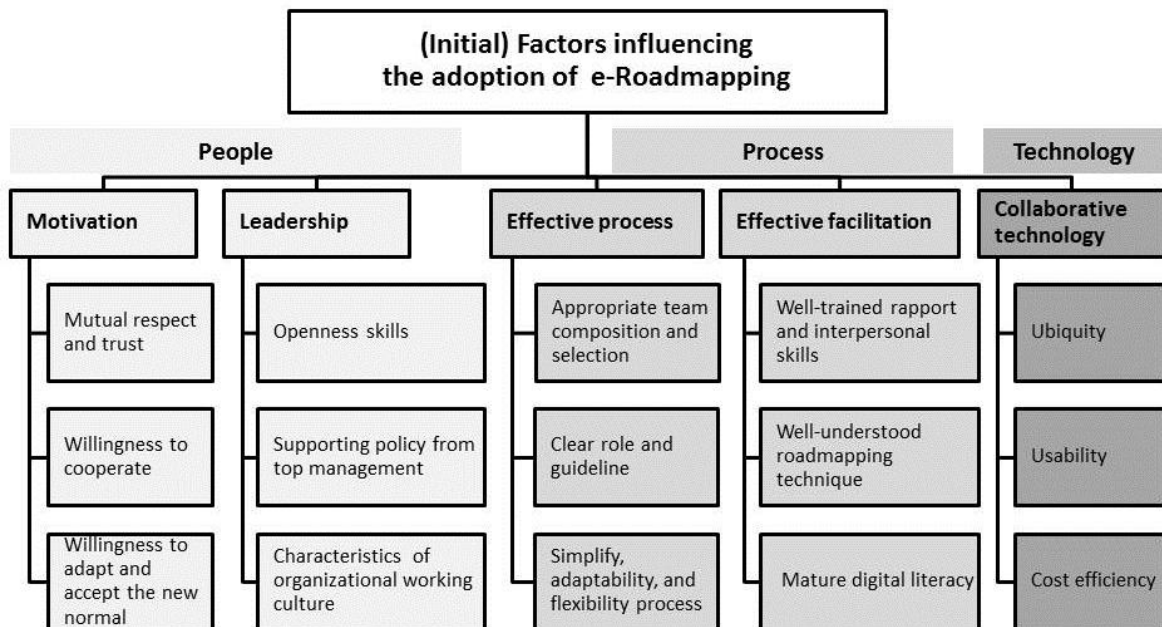 (Initial) Factors influencing
the adoption of e-Roadmapping
People
Process
Technology
Motivation
Leadership
Effective process
Effective facilitation
Collaborative
technology
Mutual respect
and trust
Openness skills
Appropriate team
composition and
selection
Well-trained rapport
and interpersonal
skills
Ubiquity
Willingness to
cooperate
Supporting policy from
top management
Clear role and
guideline
Well-understood
roadmapping
technique
Usability
Willingness to
adapt and
accept the new
normal
Characteristics of
organizational working
culture
Simplify,
adaptability, and
flexibility process
Mature digital literacy
Cost efficiency